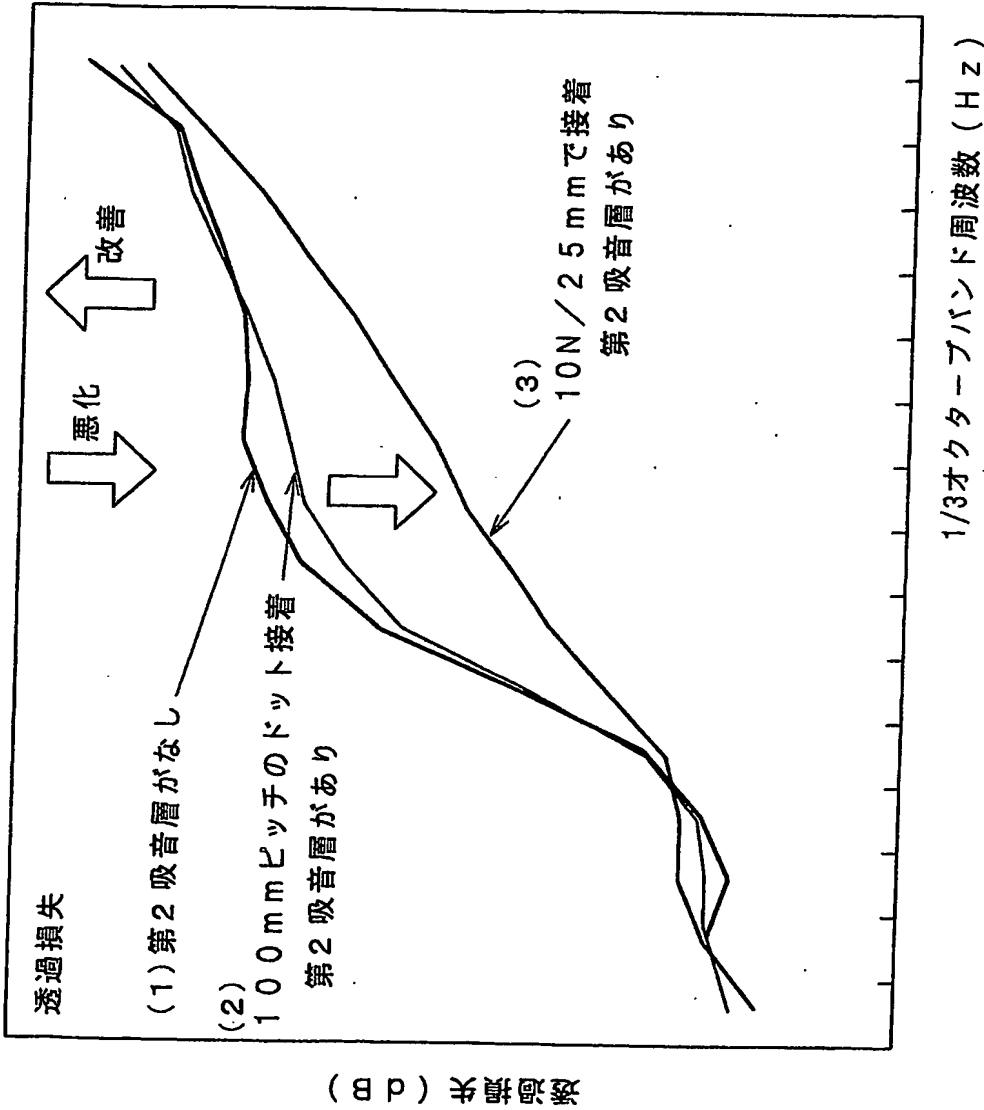 透過損失
(1)第2吸音層がなし
(2)
100mmピッチのドット接着
第2吸音層があり
悪化
改善
(3)
10N/25mmで接着
第2吸音層があり
過損失(dB)
1/3オクターブバンド周波数(Hz)